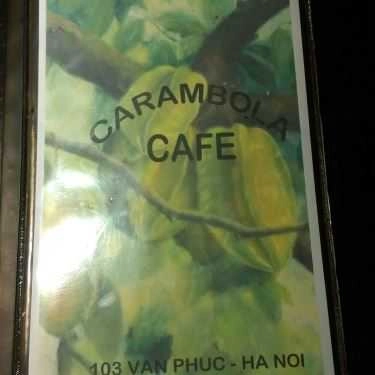 CARAMBOLA
CAFE
103 VAN PHUC - HA NOI